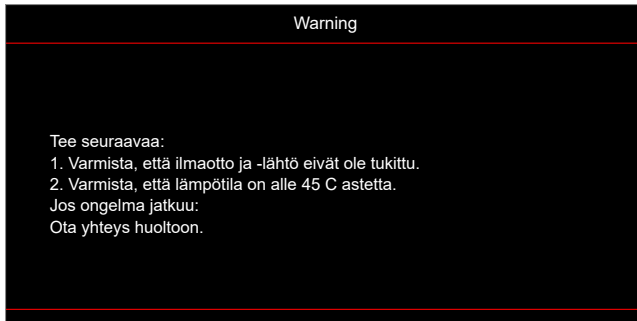 Warning
Tee seuraavaa:
1. Varmista, että ilmaotto ja -lähtö eivät ole tukittu.
2. Varmista, että lämpötila on alle 45 C astetta.
Jos ongelma jatkuu:
Ota yhteys huoltoon.